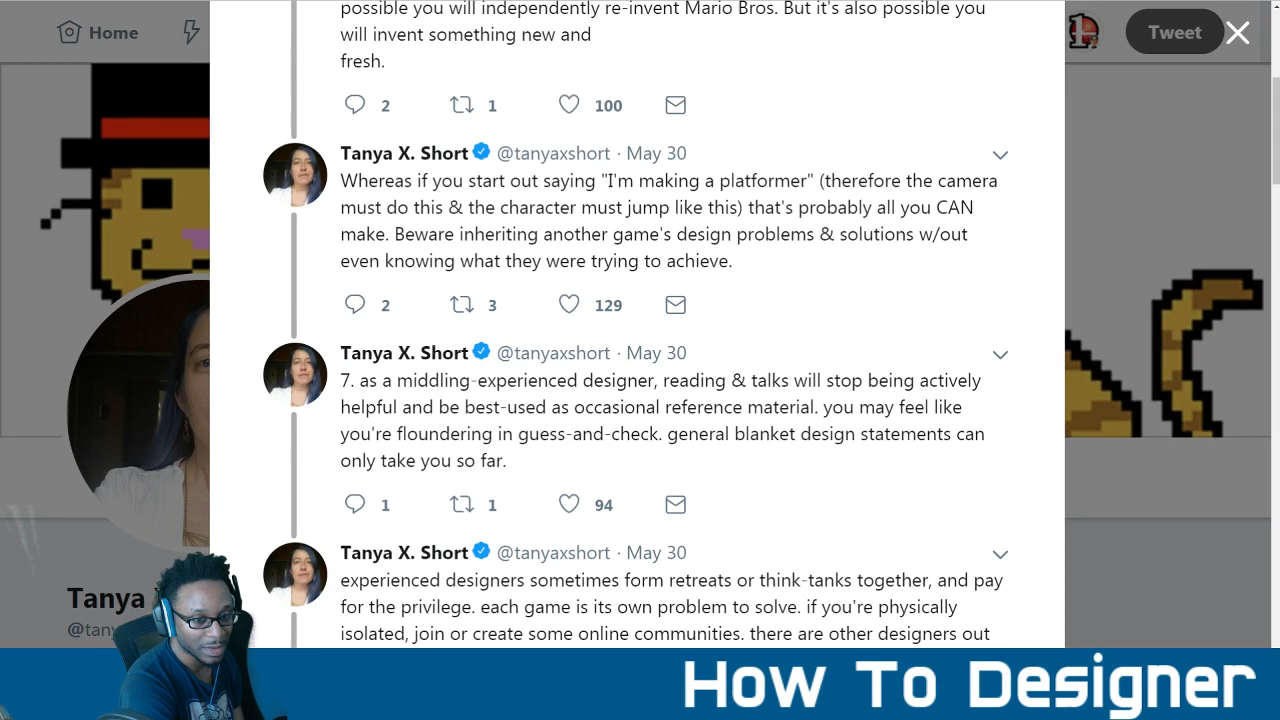 possible you will independently re-invent Mario Bros. But it's also possible you
will invent something new and
fresh.
Home
Tweet
2 1 100
Tanya X. Short @tanyaxshort · May 30
Whereas if you start out saying "I'm making a platformer" (therefore the camera
must do this & the character must jump like this) that's probably all you CAN
make. Beware inheriting another game's design problems & solutions w/out
even knowing what they were trying to achieve.
2 3 129
Tanya X. Short @tanyaxshort · May 30
7. as a middling-experienced designer, reading & talks will stop being actively
helpful and be best-used as occasional reference material. you may feel like
you're floundering in guess-and-check. general blanket design statements can
only take you so far.
1 1 94
Tanya X. Short @tanyaxshort · May 30
experienced designers sometimes form retreats or think-tanks together, and pay
for the privilege. each game is its own problem to solve. if you're physically
isolated, join or create some online communities. there are other designers out
Tanya
@tany
How To Designer